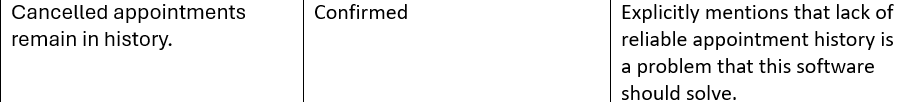 Cancelled appointments
remain in history.
Confirmed
Explicitly mentions that lack of
reliable appointment history is
a problem that this software
should solve.